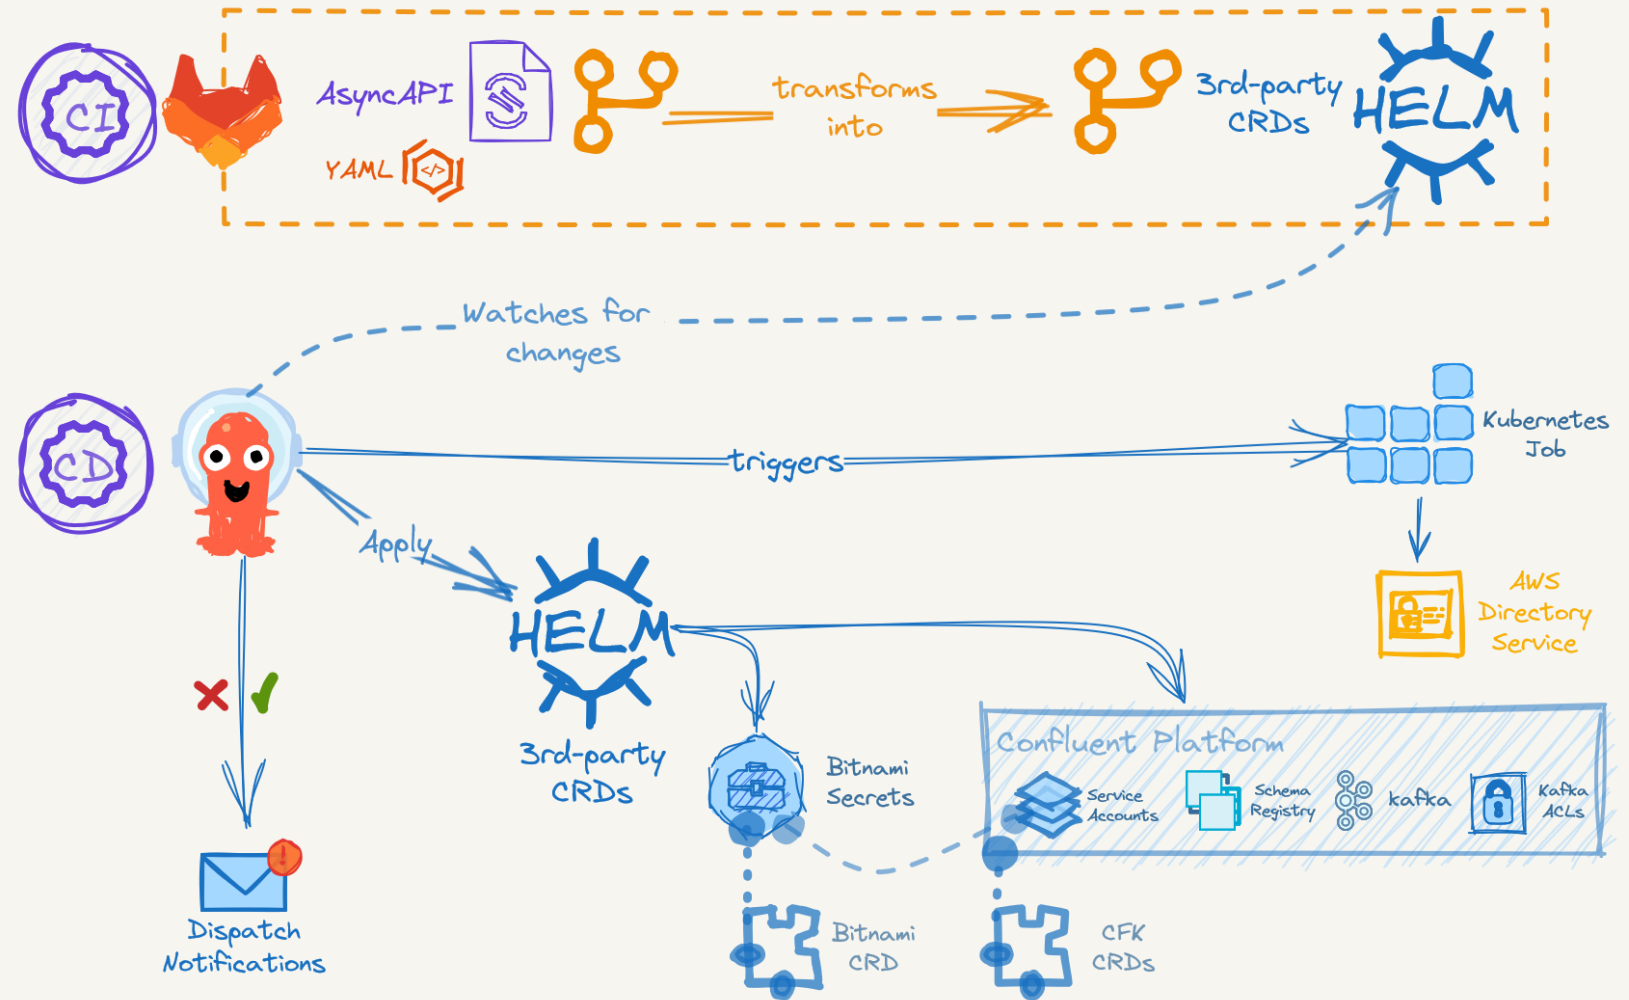 CI
AsyncAPI
YAML
</>
transforms
into
3rd-party
CRDs
HELM
Watches for
changes
CD
triggers
Kubernetes
Job
Apply
HELM
3rd-party
CRDs
AWS
Directory
Service
Bitnami
Secrets
Confluent Platform
Service
Accounts
Schema
Registry
kafka
Kafka
ACLs
!
Dispatch
Notifications
Bitnami
CRD
CFK
CRDs